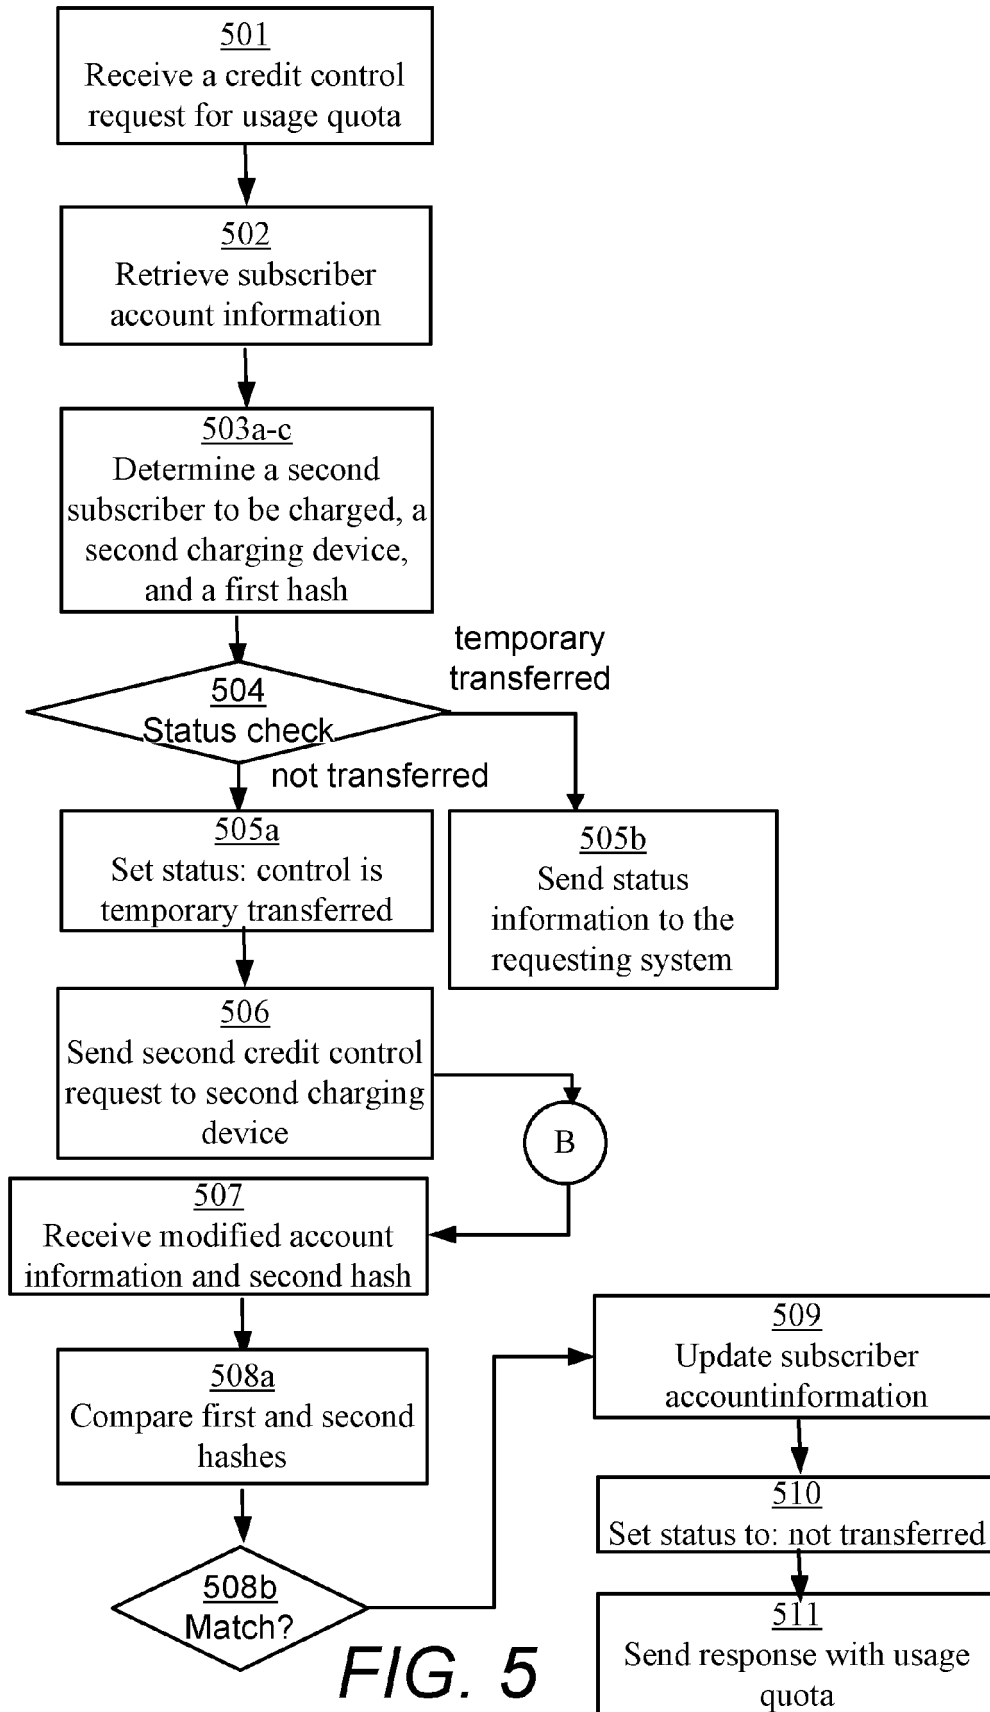 501
Receive a credit control
request for usage quota
502
Retrieve subscriber
account information
503a-c
Determine a second
subscriber to be charged, a
second charging device,
and a first hash
temporary
transferred
504
Status check
not transferred
505a
Set status: control is
temporary transferred
505b
Send status
information to the
requesting system
506
Send second credit control
request to second charging
device
B
507
Receive modified account
information and second hash
508a
Compare first and second
hashes
508b
Match?
509
Update subscriber
accountinformation
510
Set status to: not transferred
511
Send response with usage
quota
FIG. 5